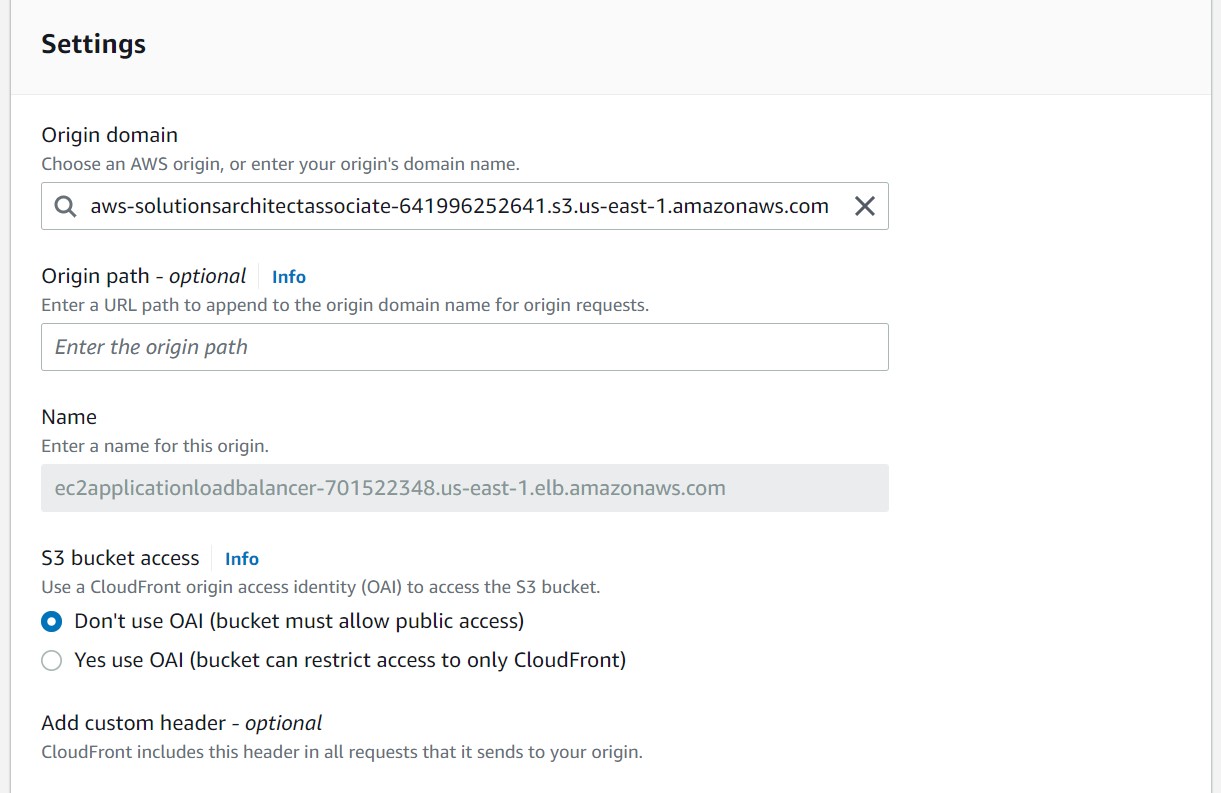 Settings
Origin domain
Choose an AWS origin, or enter your origin's domain name.
aws-solutionsarchitectassociate-641996252641.s3.us-east-1.amazonaws.com
Origin path - optional Info
Enter a URL path to append to the origin domain name for origin requests.
Enter the origin path
Name
Enter a name for this origin.
ec2applicationloadbalancer-701522348.us-east-1.elb.amazonaws.com
S3 bucket access Info
Use a CloudFront origin access identity (OAI) to access the S3 bucket.
Don't use OAI (bucket must allow public access)
Yes use OAI (bucket can restrict access to only CloudFront)
Add custom header - optional
CloudFront includes this header in all requests that it sends to your origin.